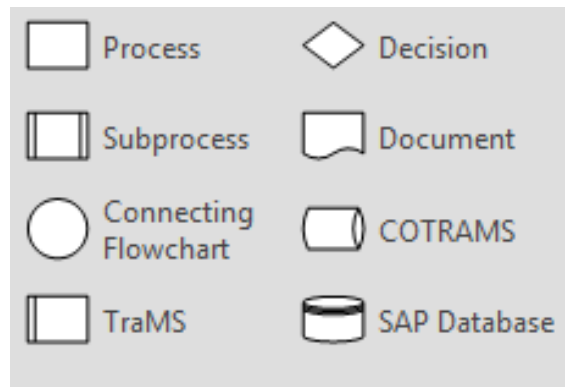 Process
Decision
Subprocess
Document
Connecting
Flowchart
COTRAMS
TraMS
SAP Database